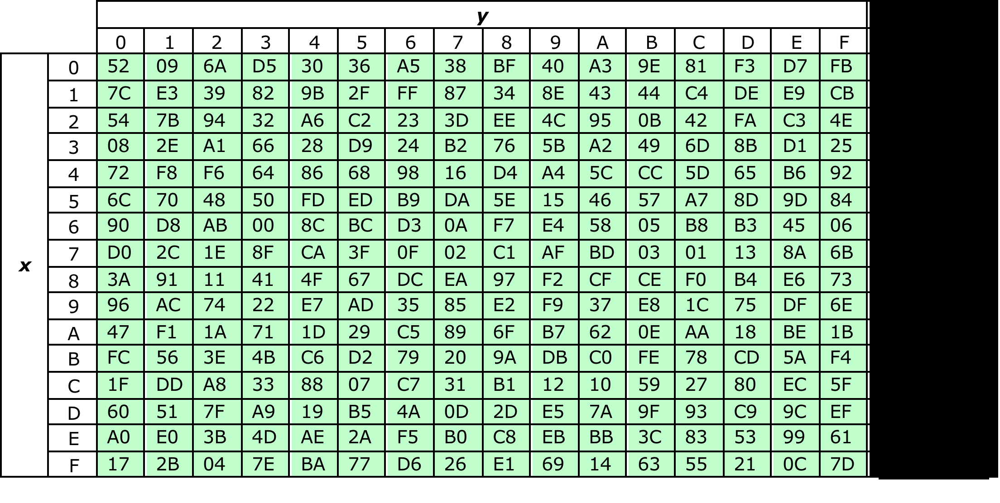 y
0 1 2 3 4 5 6 7 8 9 A B C D E F
0 52 09 6A D5 30 36 A5 38 BF 40 A3 9E 81 F3 D7 FB
1 7C E3 39 82 9B 2F FF 87 34 8E 43 44 C4 DE E9 CB
2 54 7B 94 32 A6 C2 23 3D EE 4C 95 0B 42 FA C3 4E
3 08 2E A1 66 28 D9 24 B2 76 5B A2 49 6D 8B D1 25
4 72 F8 F6 64 86 68 98 16 D4 A4 5C CC 5D 65 B6 92
5 6C 70 48 50 FD ED B9 DA 5E 15 46 57 A7 8D 9D 84
6 90 D8 AB 00 8C BC D3 0A F7 E4 58 05 B8 B3 45 06
7 D0 2C 1E 8F CA 3F 0F 02 C1 AF BD 03 01 13 8A 6B
x
8 3A 91 11 41 4F 67 DC EA 97 F2 CF CE F0 B4 E6 73
9 96 AC 74 22 E7 AD 35 85 E2 F9 37 E8 1C 75 DF 6E
A 47 F1 1A 71 1D 29 C5 89 6F B7 62 0E AA 18 BE 1B
B FC 56 3E 4B C6 D2 79 20 9A DB C0 FE 78 CD 5A F4
C 1F DD A8 33 88 07 C7 31 B1 12 10 59 27 80 EC 5F
D 60 51 7F A9 19 B5 4A 0D 2D E5 7A 9F 93 C9 9C EF
E A0 E0 3B 4D AE 2A F5 B0 C8 EB BB 3C 83 53 99 61
F 17 2B 04 7E BA 77 D6 26 E1 69 14 63 55 21 0C 7D